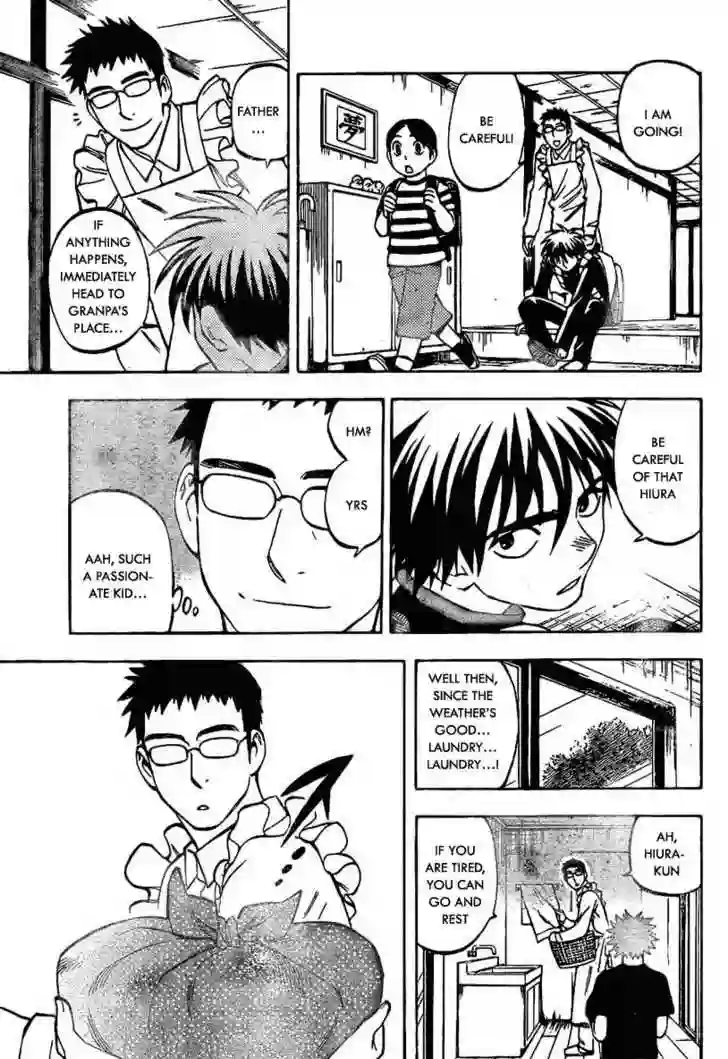 I AM
GOING!
BE
CAREFUL!
夢
FATHER
...
IF
ANYTHING
HAPPENS,
IMMEDIATELY
HEAD TO
GRANPA'S
PLACE...
BE
CAREFUL
OF THAT
HIURA
HM?
YRS
AAH, SUCH
A PASSION-
ATE KID...
WELL THEN,
SINCE THE
WEATHER'S
GOOD...
LAUNDRY...
LAUNDRY...!
AH,
HIURA-
KUN
IF YOU
ARE TIRED,
YOU CAN
GO AND
REST